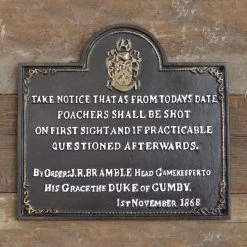 TAKE NOTICE THAT AS FROM TODAYS DATE
POACHERS SHALL BE SHOT
ON FIRST SIGHT AND IF PRACTICABLE
QUESTIONED AFTERWARDS.
BY ORDER: J.R. BRAMBLE HEAD GAMEKEEPER TO
HIS GRACE THE DUKE OF GUMBY.
1ST NOVEMBER 1868